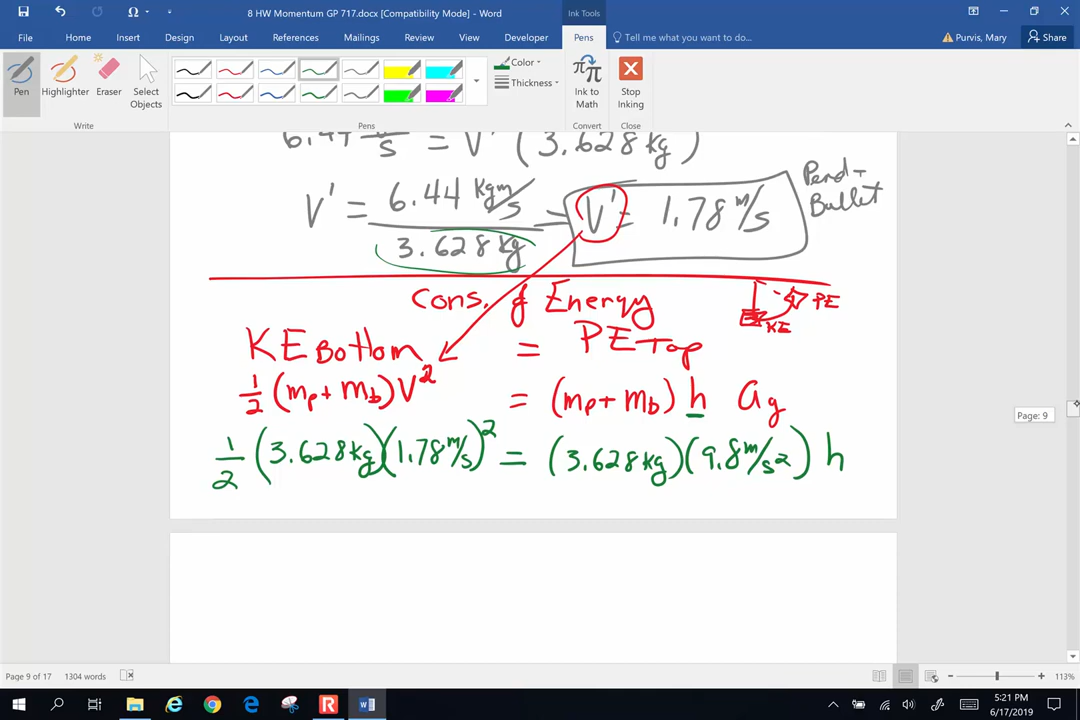 8 HW Momentum GP 717.docx [Compatibility Mode] - Word
Ink Tools
File Home Insert Design Layout References Mailings Review View Developer Pens Tell me what you want to do... Purvis, Mary Share
Pen Highlighter Eraser Select Objects
Color
Thickness
Ink to Math
Stop Inking
Write Pens Convert Close
6.44 m/s = V' (3.628 kg)
V' = 6.44 kgm/s / 3.628 kg = V' = 1.78 m/s
Pend +
Bullet
Cons. of Energy
PE
KE
KE Bottom = PE Top
1/2 (mp + mb) V² = (mp + mb) h ag
1/2 (3.628 kg)(1.78 m/s)² = (3.628 kg)(9.8 m/s²) h
Page: 9
Page 9 of 17 1304 words 113%
5:21 PM
6/17/2019